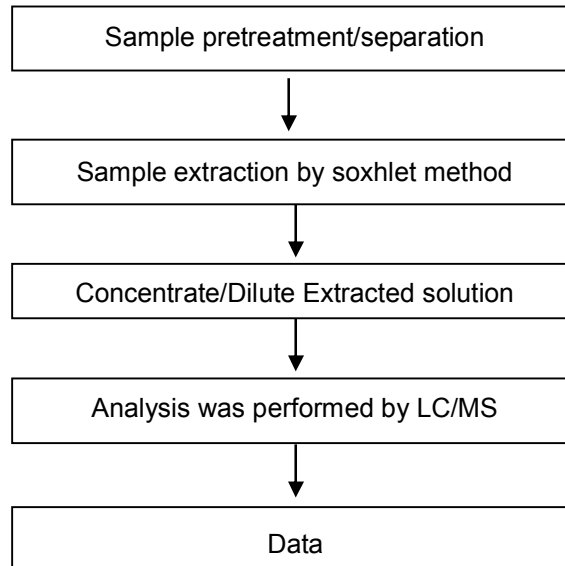 Sample pretreatment/separation
Sample extraction by soxhlet method
Concentrate/Dilute Extracted solution
Analysis was performed by LC/MS
Data